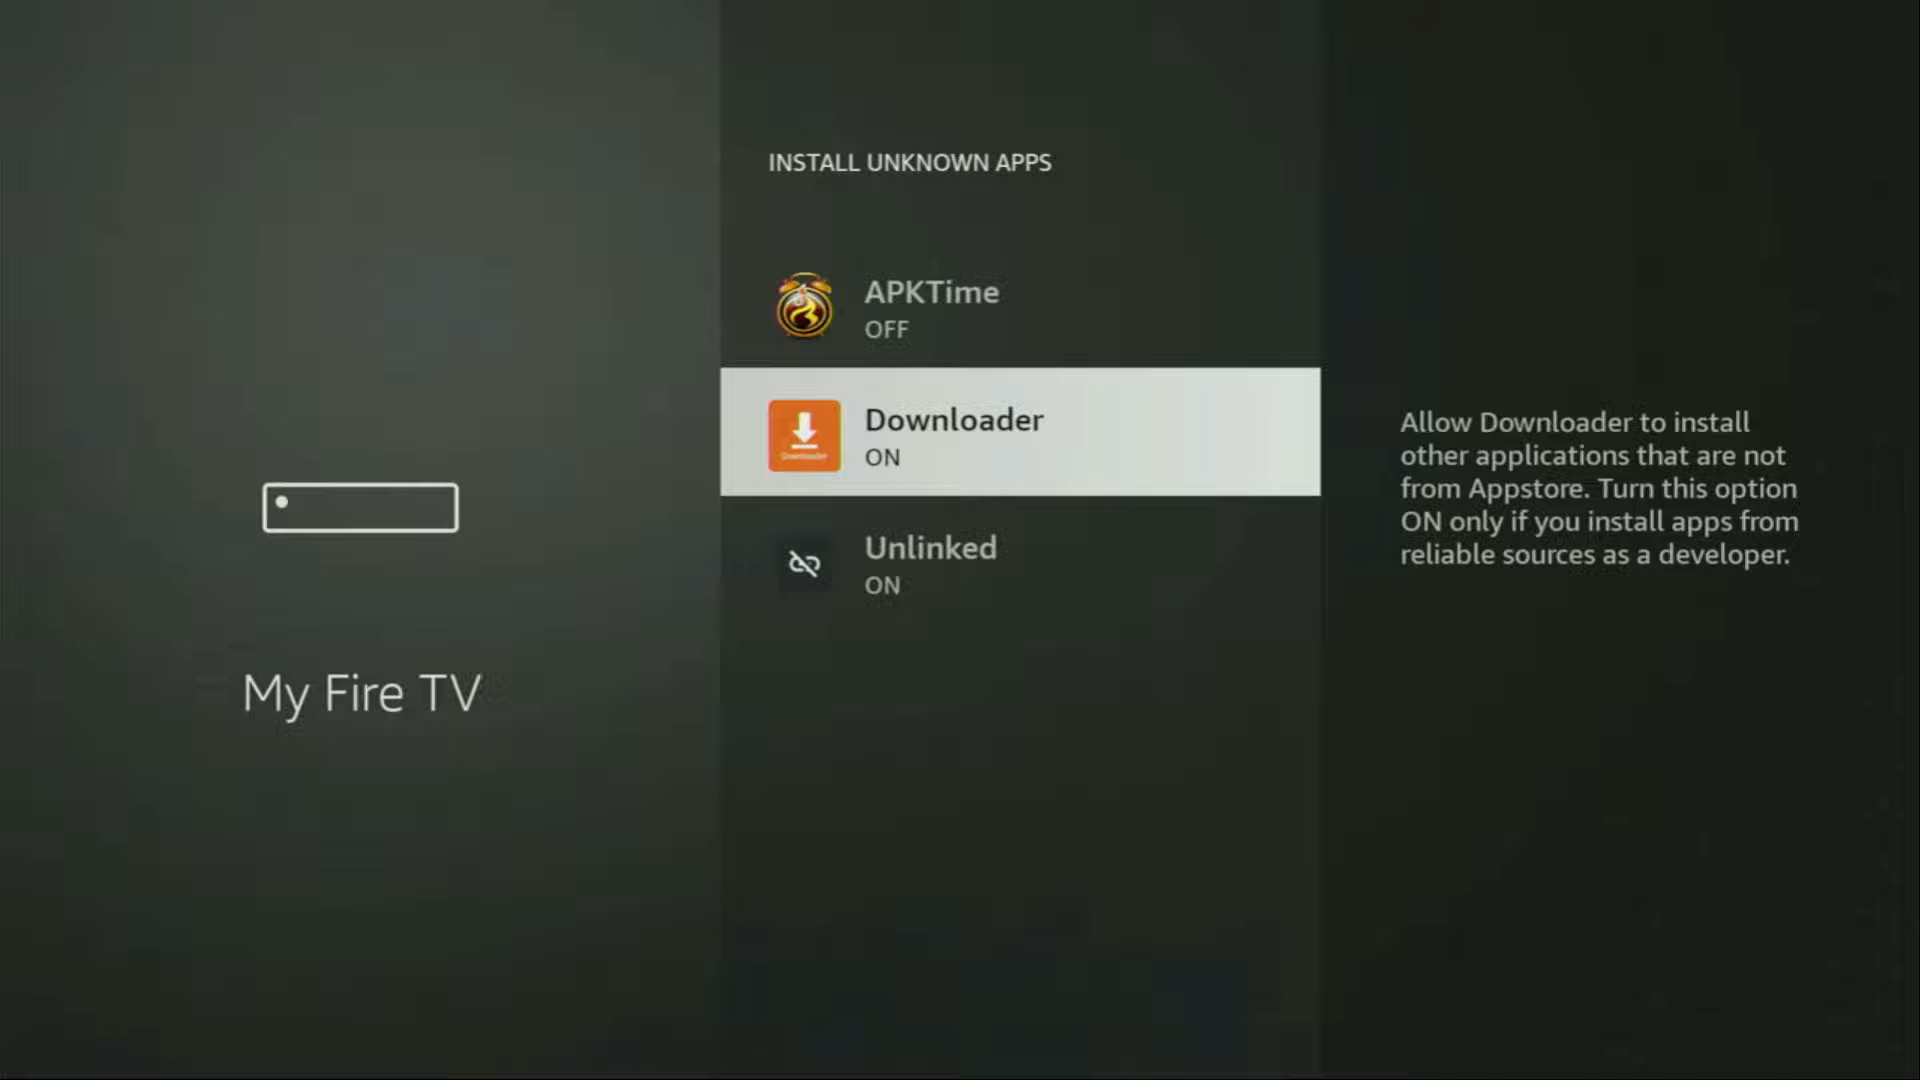 INSTALL UNKNOWN APPS
APKTime
OFF
Downloader
Downloader
ON
Unlinked
ON
My Fire TV
Allow Downloader to install
other applications that are not
from Appstore. Turn this option
ON only if you install apps from
reliable sources as a developer.